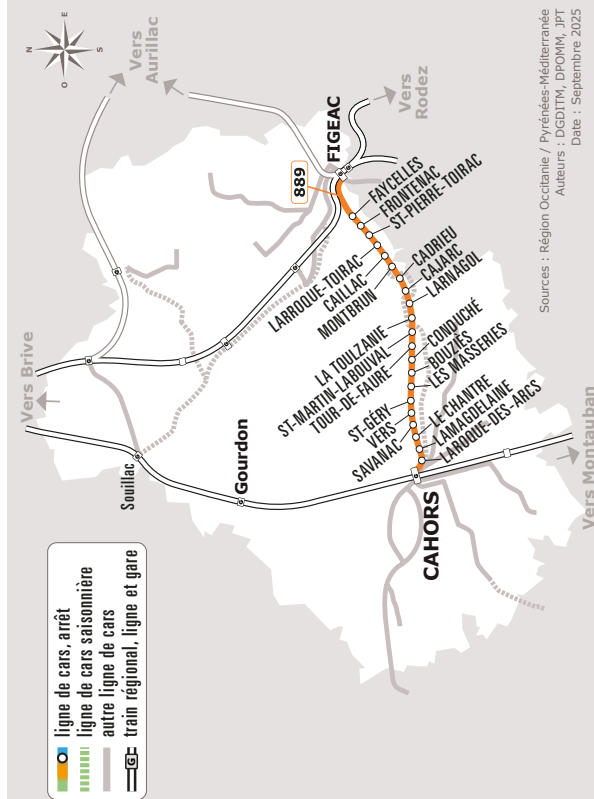 N
E
S
O
Vers
Aurillac
Vers
Rodez
Vers Brive
Vers Montauban
FIGEAC
889
FAYCELLES
FRONTENAC
ST-PIERRE-TOIRAC
LARROQUE-TOIRAC
CAILLAC
MONTBRUN
CADRIEU
CAJARC
LARNAGOL
LA TOULZANIE
ST-MARTIN-LABOUVAL
TOUR-DE-FAURE
CONDUCHÉ
BOUZIÈS
LES MASSERIES
ST-GÉRY
VERS
SAVANAC
LE CHANTRE
LAMAGDELAINE
LAROQUE-DES-ARCS
CAHORS
Gourdon
Souillac
ligne de cars, arrêt
ligne de cars saisonnière
autre ligne de cars
G train régional, ligne et gare
Sources : Région Occitanie / Pyrénées-Méditerranée
Auteurs : DGDITM, DPOMM, JPT
Date : Septembre 2025